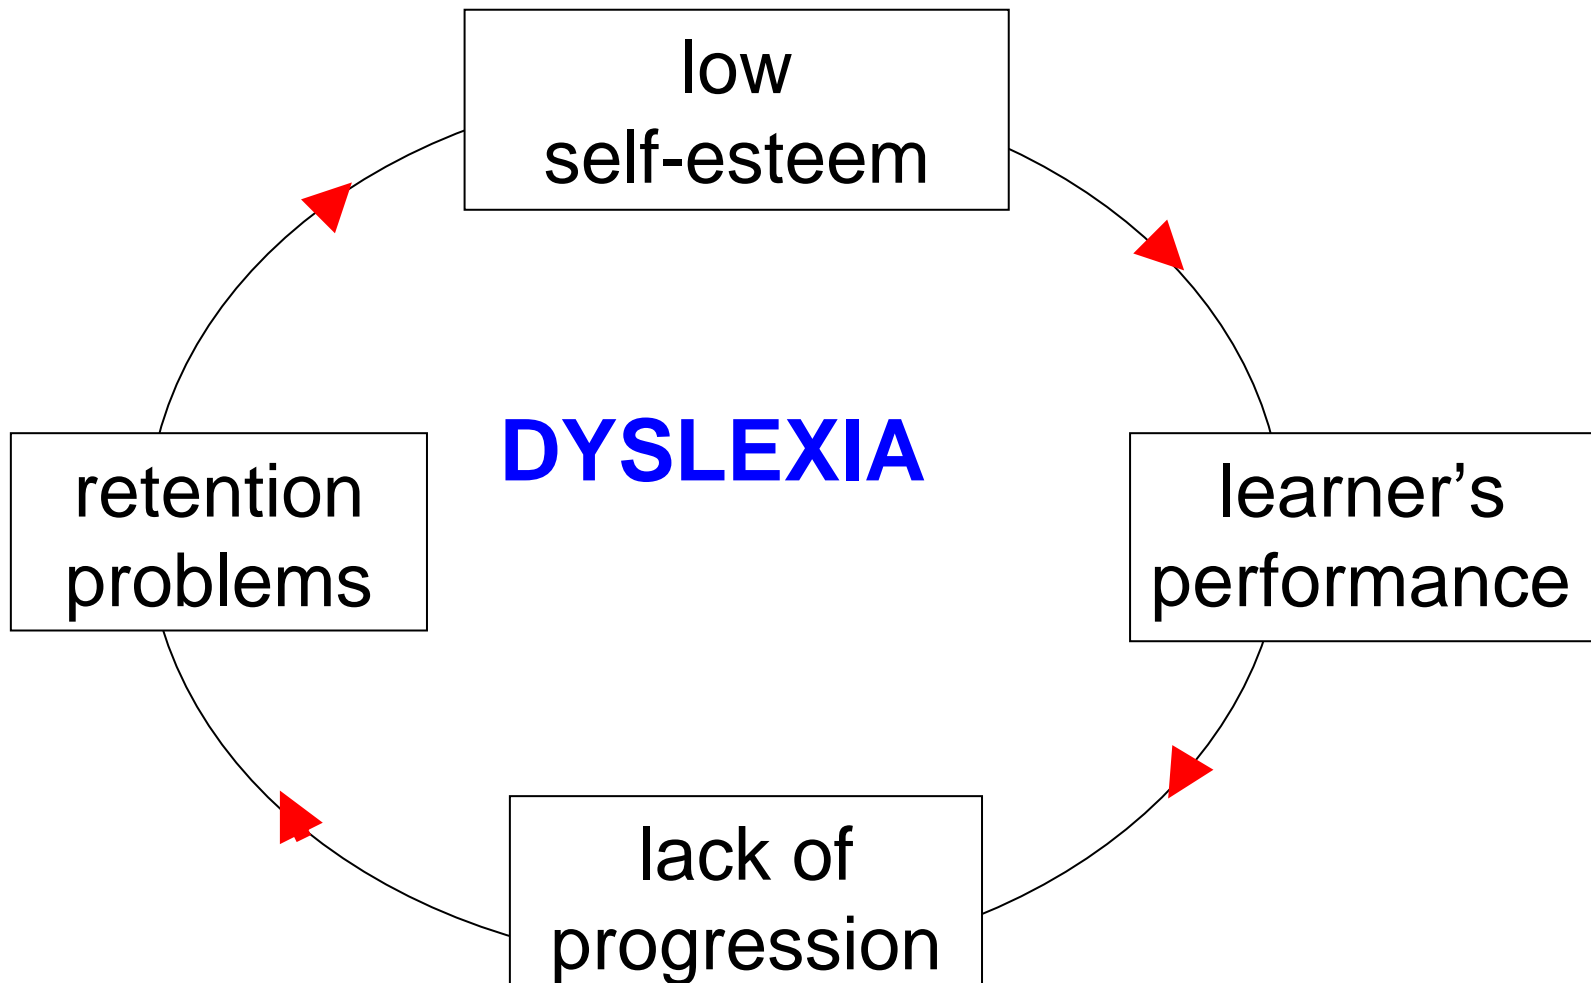 low
self-esteem
DYSLEXIA
retention
problems
learner’s
performance
lack of
progression